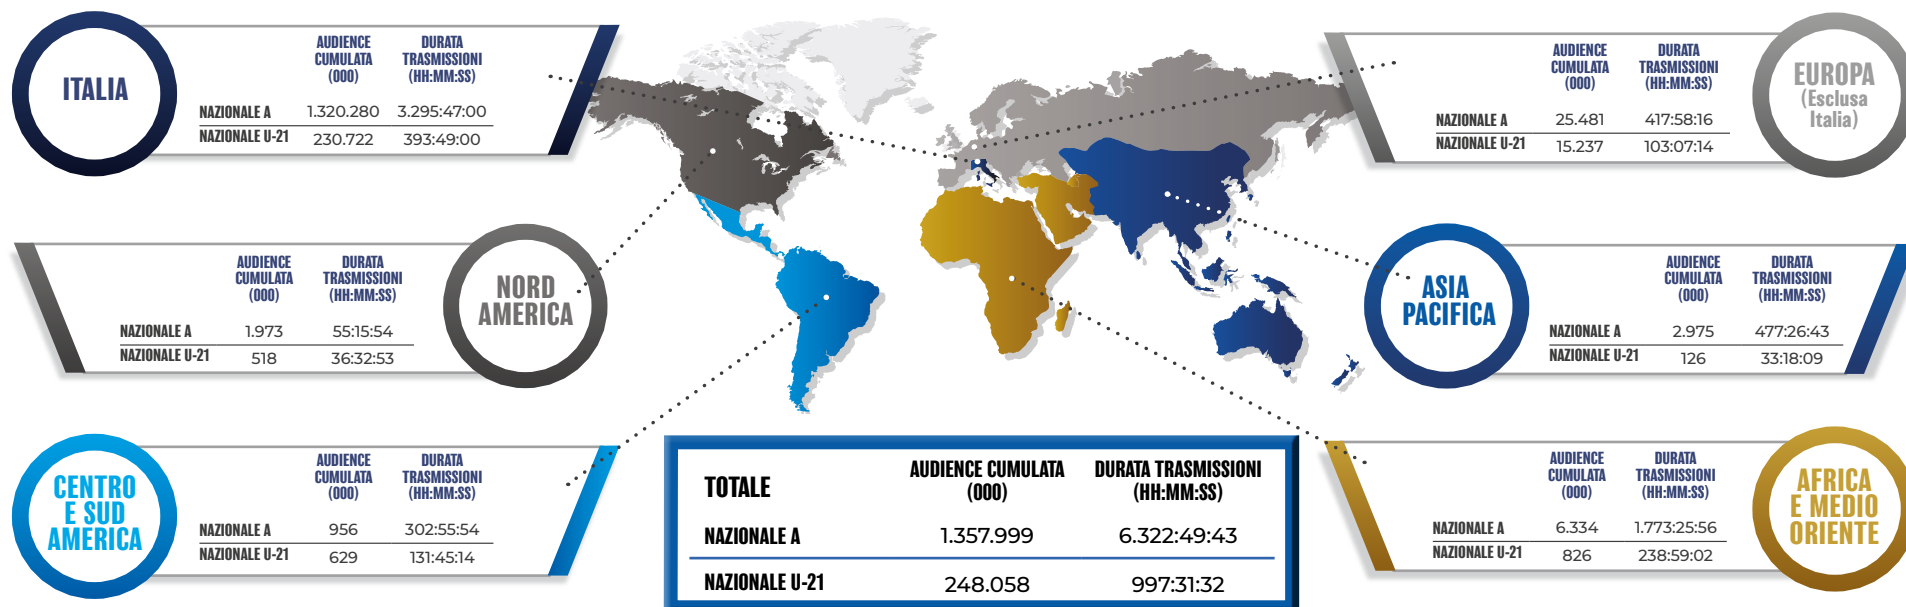 ITALIA
AUDIENCE CUMULATA (000) DURATA TRASMISSIONI (HH:MM:SS)
NAZIONALE A 1.320.280 3.295:47:00
NAZIONALE U-21 230.722 393:49:00
AUDIENCE CUMULATA (000) DURATA TRASMISSIONI (HH:MM:SS)
NAZIONALE A 25.481 417:58:16
NAZIONALE U-21 15.237 103:07:14
EUROPA
(Esclusa
Italia)
AUDIENCE CUMULATA (000) DURATA TRASMISSIONI (HH:MM:SS)
NAZIONALE A 1.973 55:15:54
NAZIONALE U-21 518 36:32:53
NORD
AMERICA
ASIA
PACIFICA
AUDIENCE CUMULATA (000) DURATA TRASMISSIONI (HH:MM:SS)
NAZIONALE A 2.975 477:26:43
NAZIONALE U-21 126 33:18:09
CENTRO
E SUD
AMERICA
AUDIENCE CUMULATA (000) DURATA TRASMISSIONI (HH:MM:SS)
NAZIONALE A 956 302:55:54
NAZIONALE U-21 629 131:45:14
TOTALE AUDIENCE CUMULATA (000) DURATA TRASMISSIONI (HH:MM:SS)
NAZIONALE A 1.357.999 6.322:49:43
NAZIONALE U-21 248.058 997:31:32
AUDIENCE CUMULATA (000) DURATA TRASMISSIONI (HH:MM:SS)
NAZIONALE A 6.334 1.773:25:56
NAZIONALE U-21 826 238:59:02
AFRICA
E MEDIO
ORIENTE